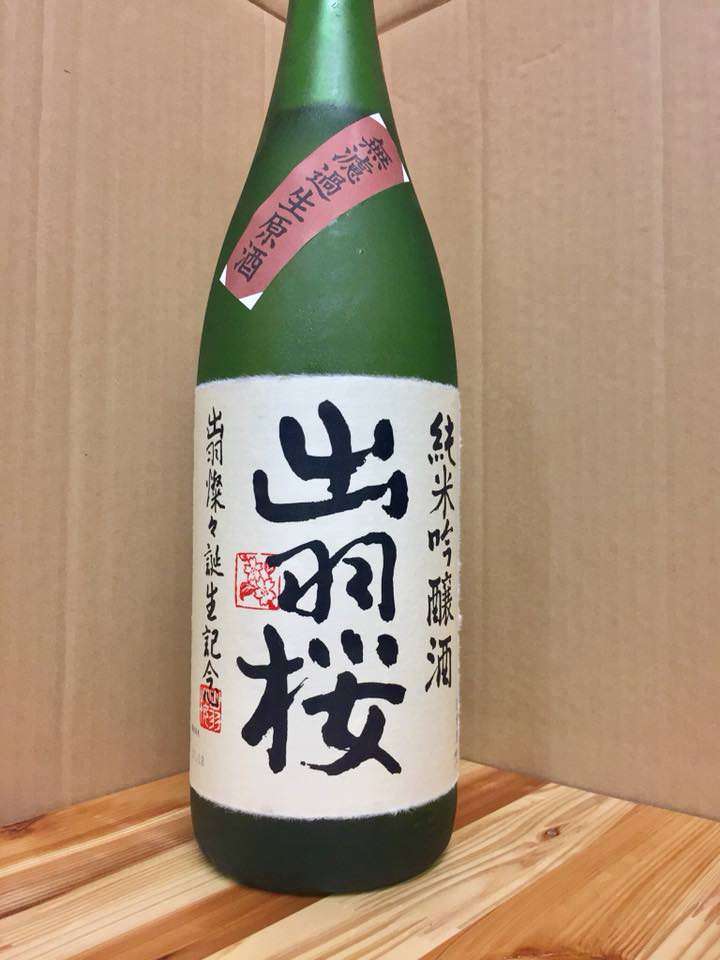 無濾過生原酒
純米吟醸酒
出羽桜
出羽燦々誕生記念